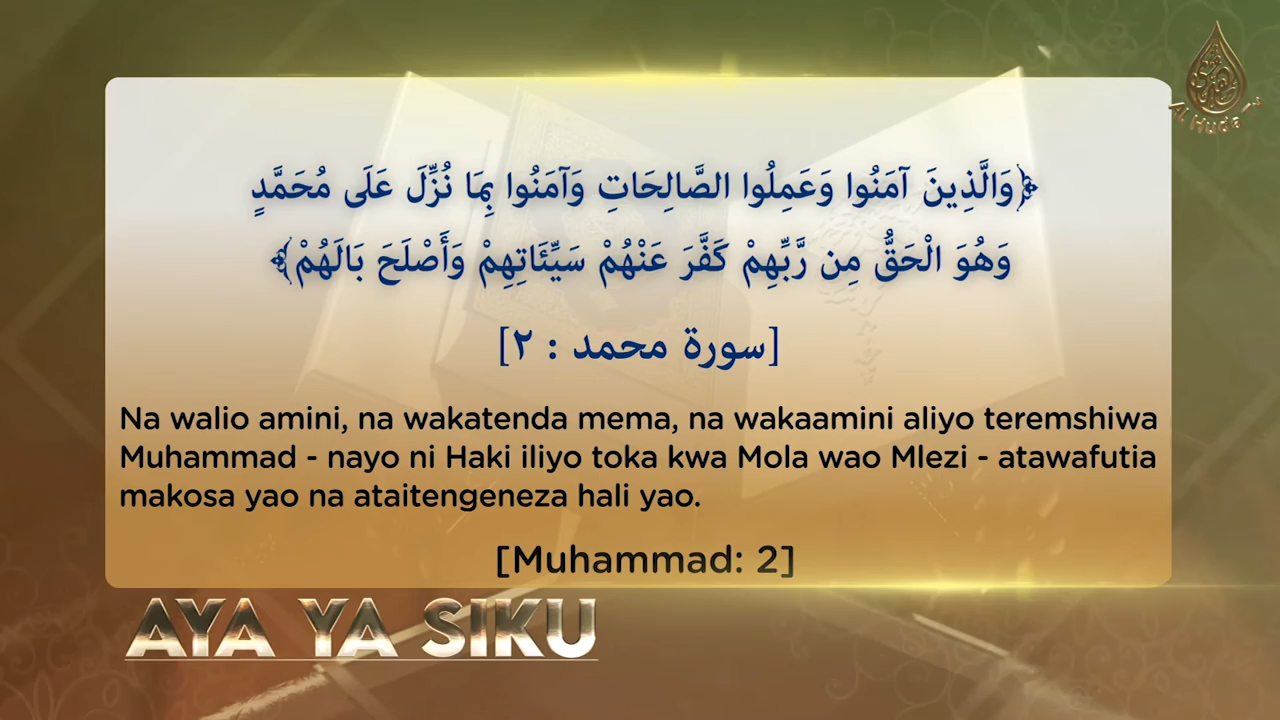 ﴿وَالَّذِينَ آمَنُوا وَعَمِلُوا الصَّالِحَاتِ وَآمَنُوا بِمَا نُزِّلَ عَلَى مُحَمَّدٍ
وَهُوَ الْحَقُّ مِن رَّبِّهِمْ كَفَّرَ عَنْهُمْ سَيِّئَاتِهِمْ وَأَصْلَحَ بَالَهُمْ﴾
[سورة محمد : ٢]
Na walio amini, na wakatenda mema, na wakaamini aliyo teremshiwa
Muhammad - nayo ni Haki iliyo toka kwa Mola wao Mlezi - atawafutia
makosa yao na ataitengeneza hali yao.
[Muhammad: 2]
AYA YA SIKU
Al Huda